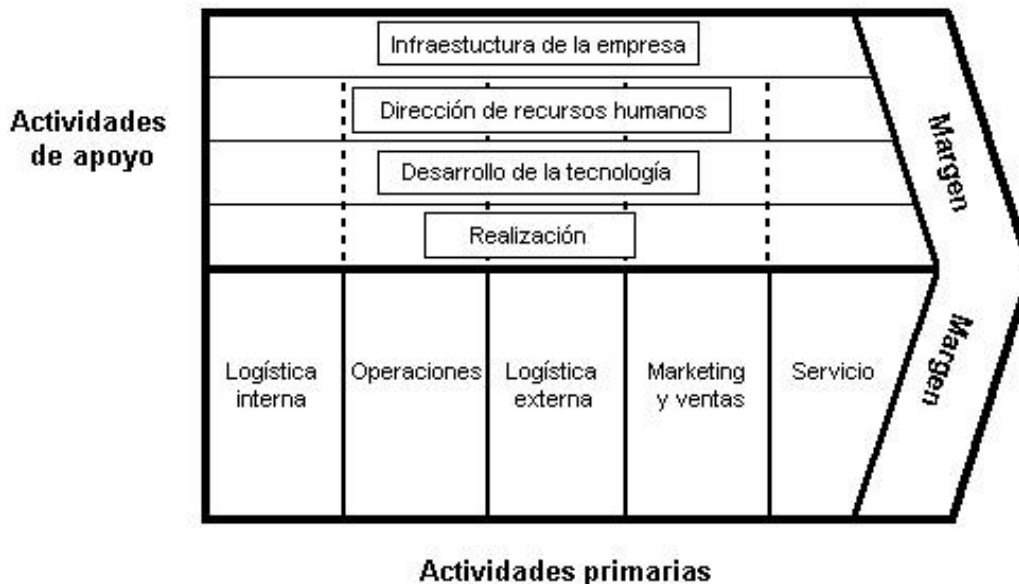 Infraestuctura de la empresa
Dirección de recursos humanos
Desarrollo de la tecnología
Realización
Actividades
de apoyo
Margen
Margen
Logística
interna
Operaciones
Logística
externa
Marketing
y ventas
Servicio
Actividades primarias